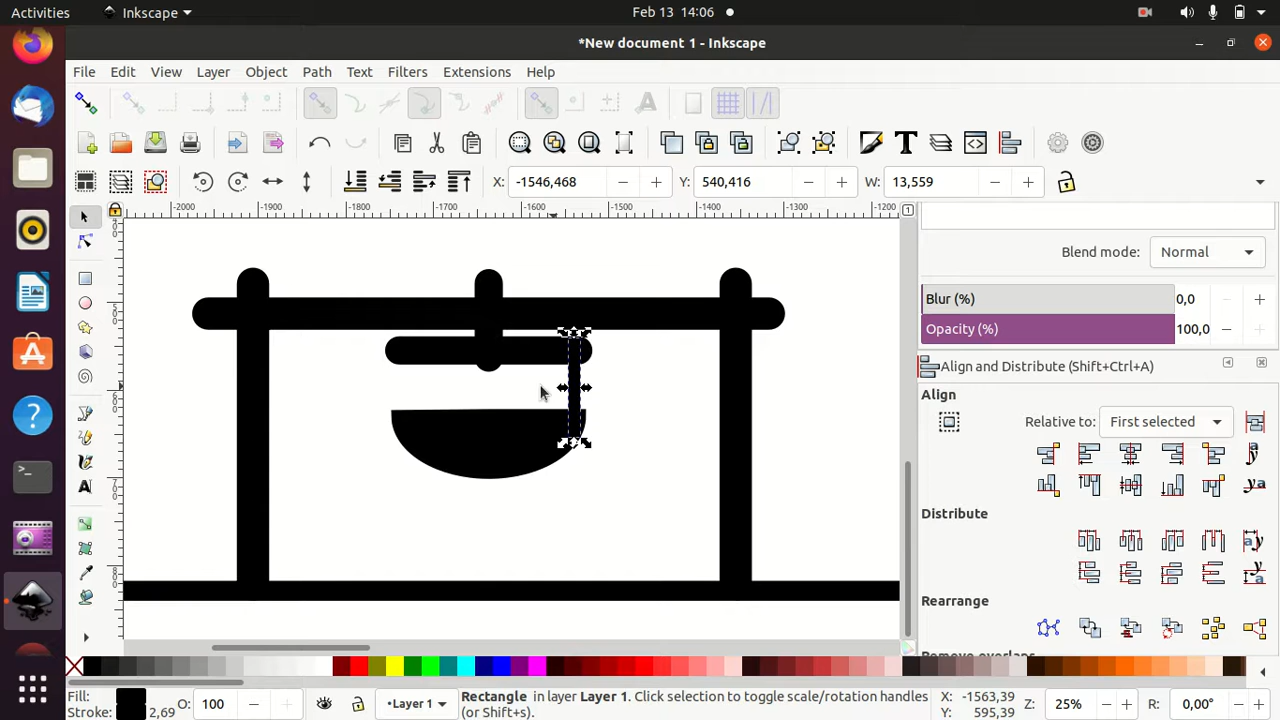 Activities
Inkscape
Feb 13 14:06
*New document 1 - Inkscape
File Edit View Layer Object Path Text Filters Extensions Help
X: -1546,468 Y: 540,416 W: 13,559
-2000 -1900 -1800 -1700 -1600 -1500 -1400 -1300 -1200
1
Blend mode: Normal
Blur (%) 0,0
Opacity (%) 100,0
Align and Distribute (Shift+Ctrl+A)
Align
Relative to: First selected
Distribute
Rearrange
Fill:
Stroke: 2,69
O: 100
Layer 1
Rectangle in layer Layer 1. Click selection to toggle scale/rotation handles (or Shift+s).
X: -1563,39
Y: 595,39
Z: 25%
R: 0,00°